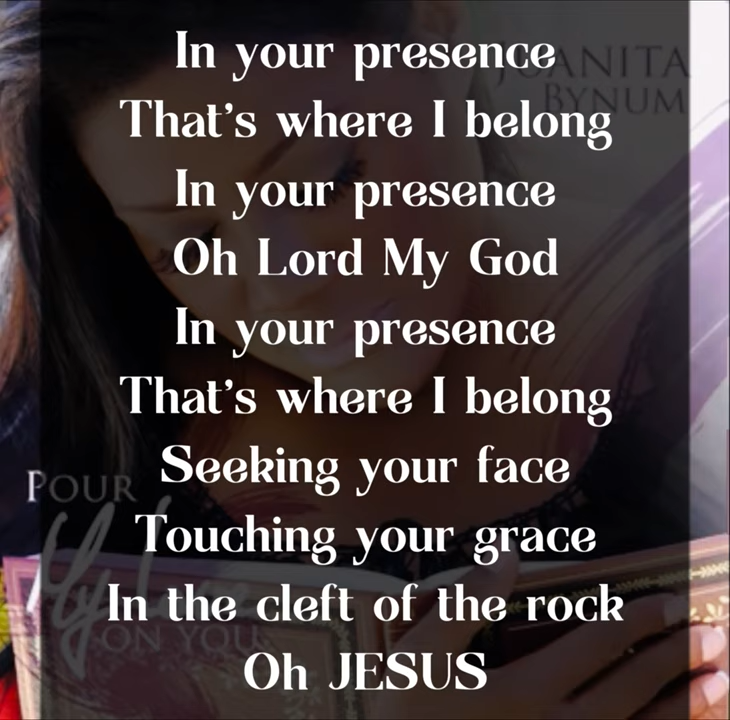 JUANITA
BYNUM
In your presence
That's where I belong
In your presence
Oh Lord My God
In your presence
That's where I belong
Seeking your face
Touching your grace
In the cleft of the rock
Oh JESUS
POUR
My Love
ON YOU